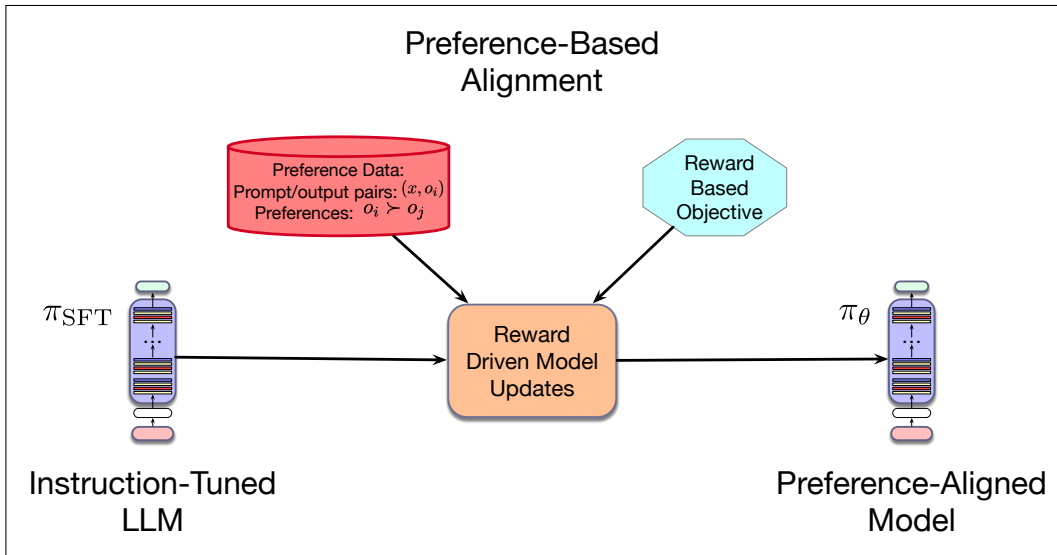 Preference-Based
Alignment
Preference Data:
Prompt/output pairs: (x, o_i)
Preferences: o_i ≻ o_j
Reward
Based
Objective
π_SFT
...
Reward
Driven Model
Updates
π_θ
...
Instruction-Tuned
LLM
Preference-Aligned
Model